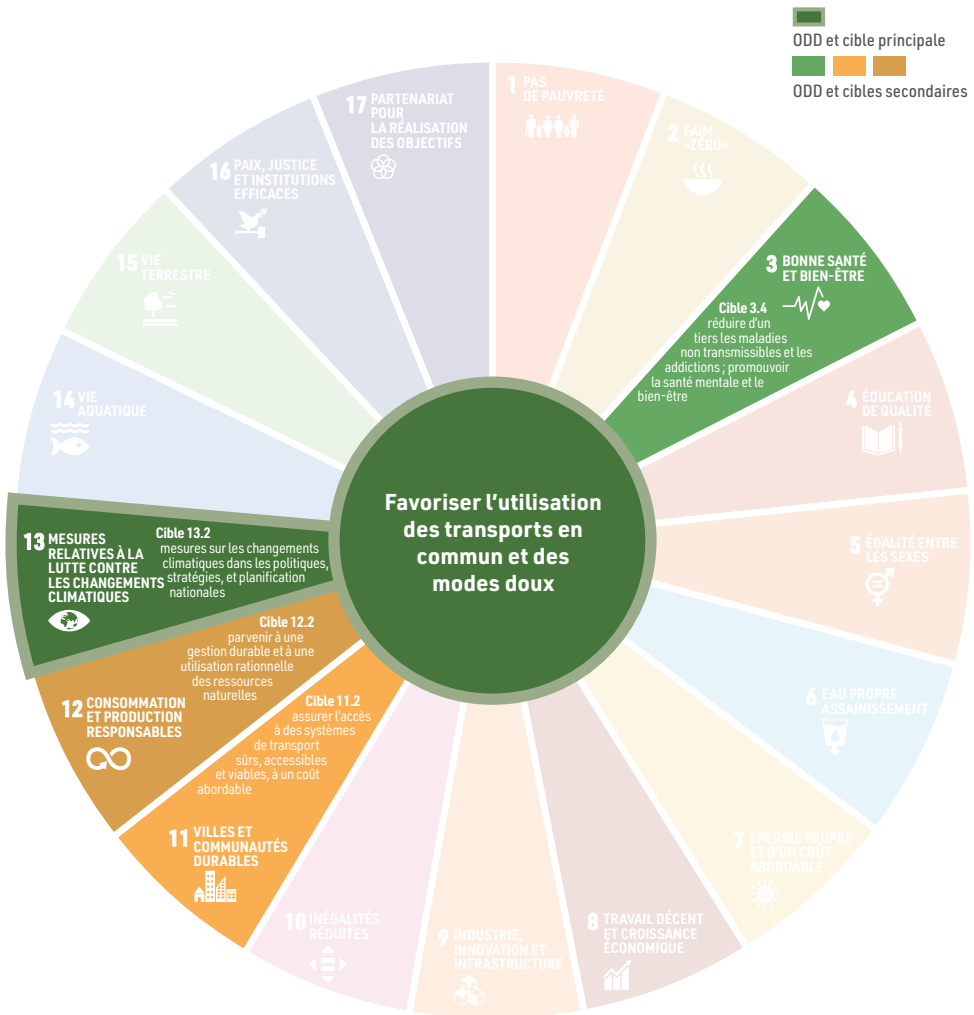 ODD et cible principale
ODD et cibles secondaires
1 PAS
DE PAUVRETÉ
2 FAIM
«ZÉRO»
3 BONNE SANTÉ
ET BIEN-ÊTRE
Cible 3.4
réduire d'un
tiers les maladies
non transmissibles et les
addictions ; promouvoir
la santé mentale et le
bien-être
4 ÉDUCATION
DE QUALITÉ
5 ÉGALITÉ ENTRE
LES SEXES
6 EAU PROPRE
ASSAINISSEMENT
7 ÉNERGIE PROPRE
ET D'UN COÛT
ABORDABLE
8 TRAVAIL DÉCENT
ET CROISSANCE
ÉCONOMIQUE
9 INDUSTRIE,
INNOVATION ET
INFRASTRUCTURE
10 INÉGALITÉS
RÉDUITES
11 VILLES ET
COMMUNAUTÉS
DURABLES
Cible 11.2
assurer l'accès
à des systèmes
de transport
sûrs, accessibles
et viables, à un coût
abordable
12 CONSOMMATION
ET PRODUCTION
RESPONSABLES
Cible 12.2
parvenir à une
gestion durable et à une
utilisation rationnelle
des ressources
naturelles
13 MESURES
RELATIVES À LA
LUTTE CONTRE
LES CHANGEMENTS
CLIMATIQUES
Cible 13.2
mesures sur les changements
climatiques dans les politiques,
stratégies, et planification
nationales
14 VIE
AQUATIQUE
15 VIE
TERRESTRE
16 PAIX, JUSTICE
ET INSTITUTIONS
EFFICACES
17 PARTENARIAT
POUR
LA RÉALISATION
DES OBJECTIFS
Favoriser l'utilisation
des transports en
commun et des
modes doux